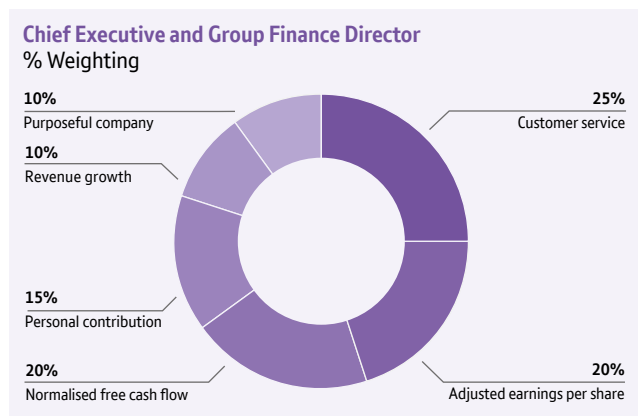 Chief Executive and Group Finance Director
% Weighting
10%
Purposeful company
10%
Revenue growth
15%
Personal contribution
20%
Normalised free cash flow
25%
Customer service
20%
Adjusted earnings per share